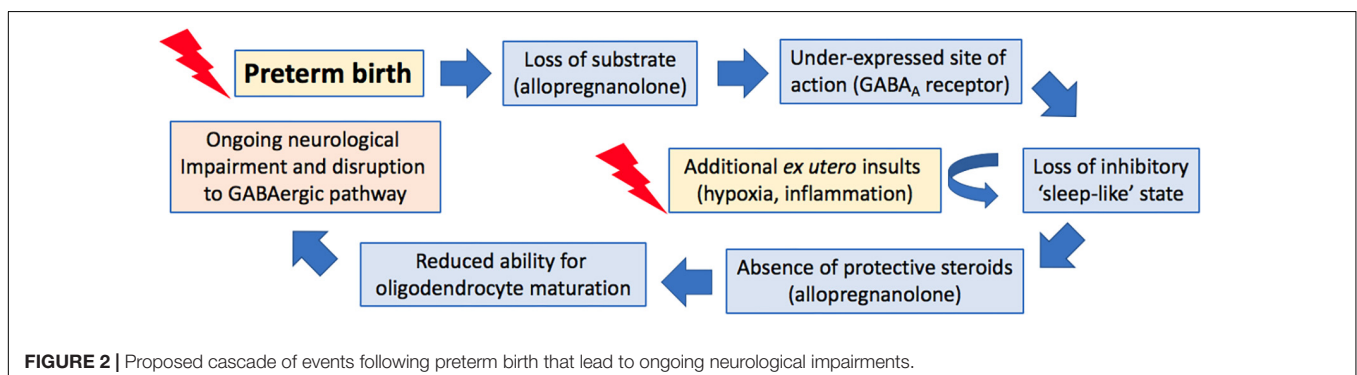 Preterm birth
Loss of substrate
(allopregnanolone)
Under-expressed site of
action (GABAA receptor)
Loss of inhibitory
‘sleep-like’ state
Additional ex utero insults
(hypoxia, inflammation)
Absence of protective steroids
(allopregnanolone)
Reduced ability for
oligodendrocyte maturation
Ongoing neurological
Impairment and disruption
to GABAergic pathway
FIGURE 2 | Proposed cascade of events following preterm birth that lead to ongoing neurological impairments.